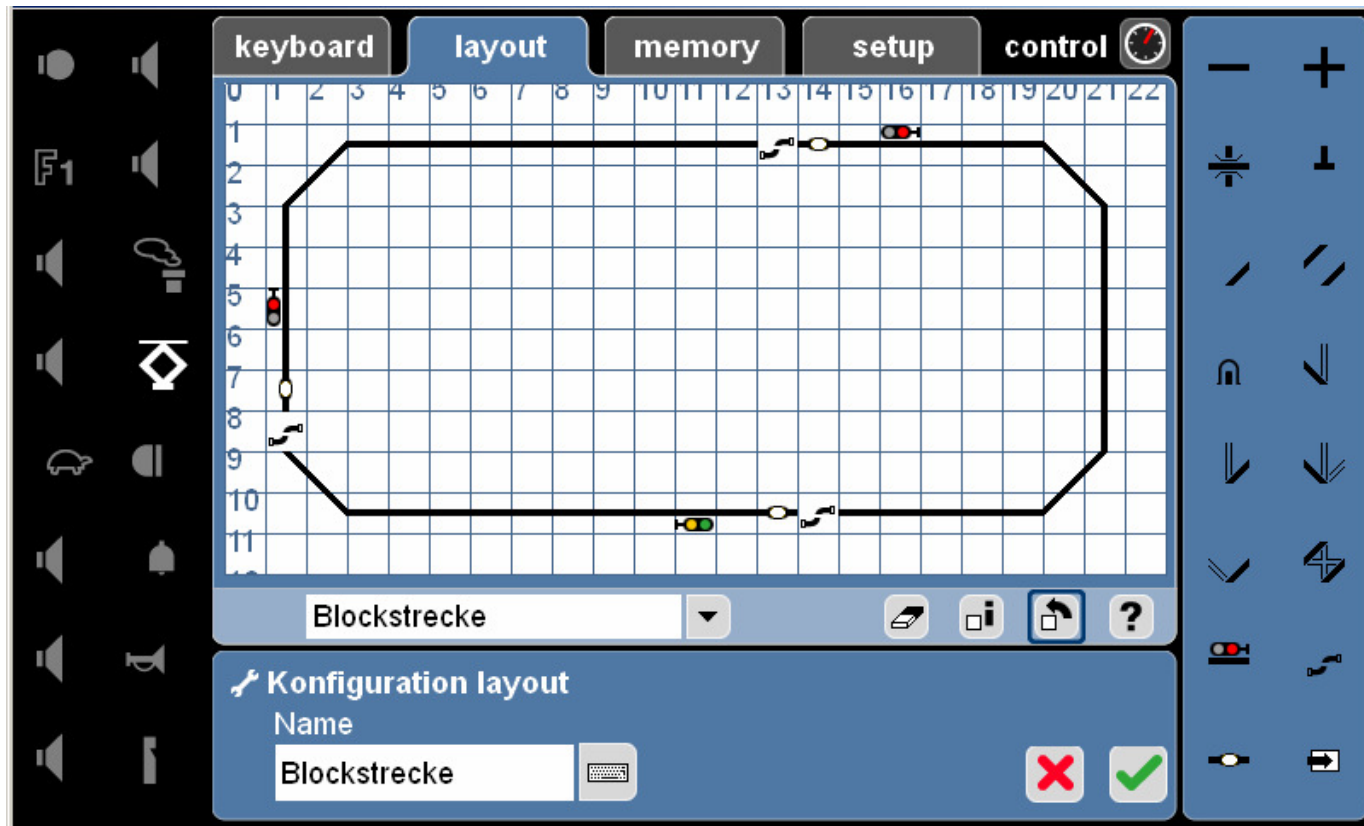 keyboard layout memory setup control
0 1 2 3 4 5 6 7 8 9 10 11 12 13 14 15 16 17 18 19 20 21 22
1
2
F1
3
4
5
6
7
8
9
10
11
Blockstrecke
i ?
Konfiguration layout
Name
Blockstrecke